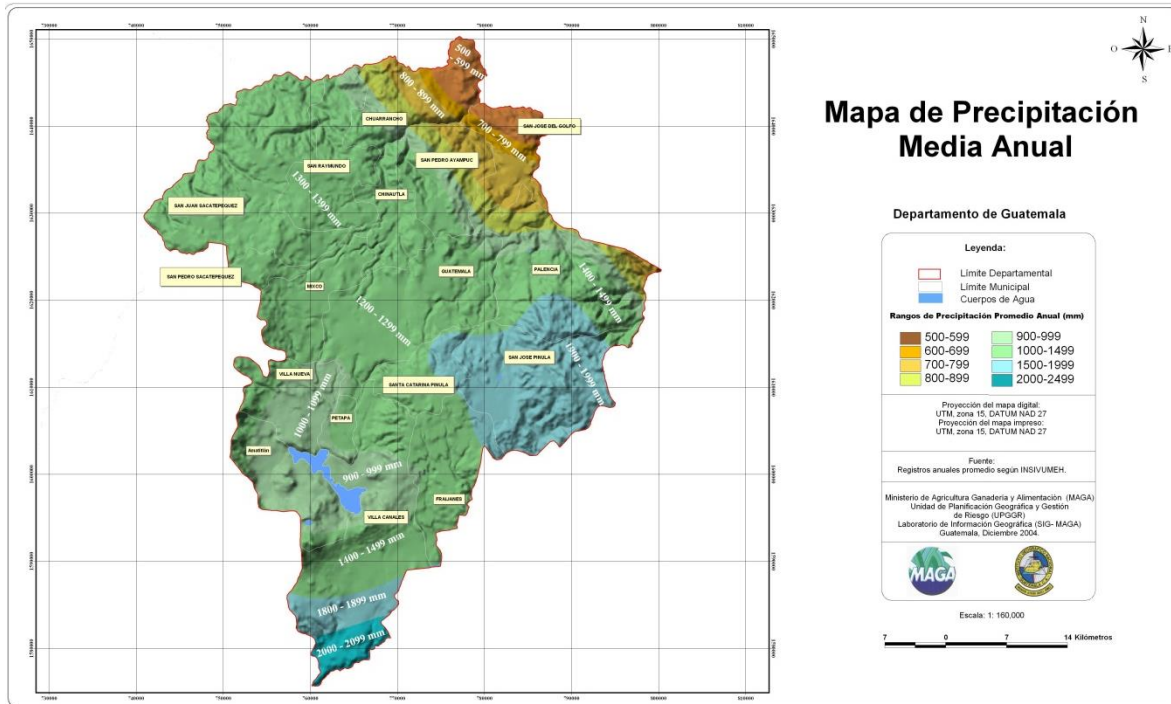 Mapa de Precipitación
Media Anual
Departamento de Guatemala
N
O
E
S
500
- 599 mm
800 - 899 mm
700 - 799 mm
CHUARRANCHO
SAN JOSE DEL GOLFO
SAN PEDRO AYAMPUC
SAN RAYMUNDO
1300 - 1399 mm
CHINAUTLA
SAN JUAN SACATEPEQUEZ
SAN PEDRO SACATEPEQUEZ
GUATEMALA
PALENCIA
1400 - 1499 mm
MIXCO
1200 - 1299 mm
SAN JOSE PINULA
1800 - 1999 mm
VILLA NUEVA
SANTA CATARINA PINULA
1000 - 1099 mm
PETAPA
Amatitlán
900 - 999 mm
FRAIJANES
VILLA CANALES
1400 - 1499 mm
1800 - 1899 mm
2000 - 2099 mm
Leyenda:
Límite Departamental
Límite Municipal
Cuerpos de Agua
Rangos de Precipitación Promedio Anual (mm)
500-599
600-699
700-799
800-899
900-999
1000-1499
1500-1999
2000-2499
Proyección del mapa digital:
UTM, zona 15, DATUM NAD 27
Proyección del mapa impreso:
UTM, zona 15, DATUM NAD 27
Fuente:
Registros anuales promedio según INSIVUMEH.
Ministerio de Agricultura Ganadería y Alimentación (MAGA)
Unidad de Planificación Geográfica y Gestión
de Riesgo (UPGGR)
Laboratorio de Información Geográfica (SIG- MAGA)
Guatemala, Diciembre 2004.
MAGA
Escala: 1: 160,000
7 0 7 14 Kilómetros